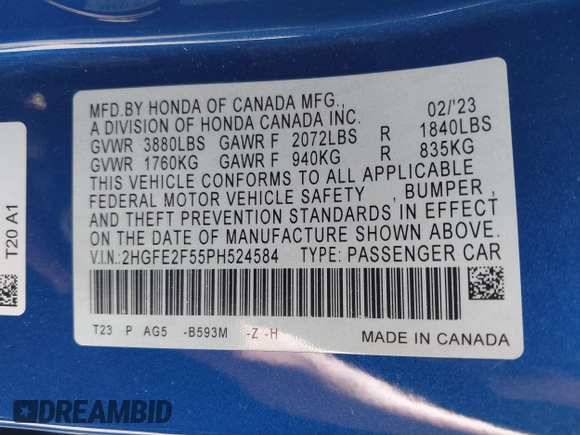 MFD.BY HONDA OF CANADA MFG., 02/'23
A DIVISION OF HONDA CANADA INC.
GVWR 3880LBS GAWR F 2072LBS R 1840LBS
GVWR 1760KG GAWR F 940KG R 835KG
THIS VEHICLE CONFORMS TO ALL APPLICABLE
FEDERAL MOTOR VEHICLE SAFETY , BUMPER ,
AND THEFT PREVENTION STANDARDS IN EFFECT
ON THE DATE OF MANUFACTURE SHOWN ABOVE.
V.I.N.:2HGFE2F55PH524584 TYPE: PASSENGER CAR
T23 P AG5 -B593M -Z -H
MADE IN CANADA
T20 A1
DREAMBID